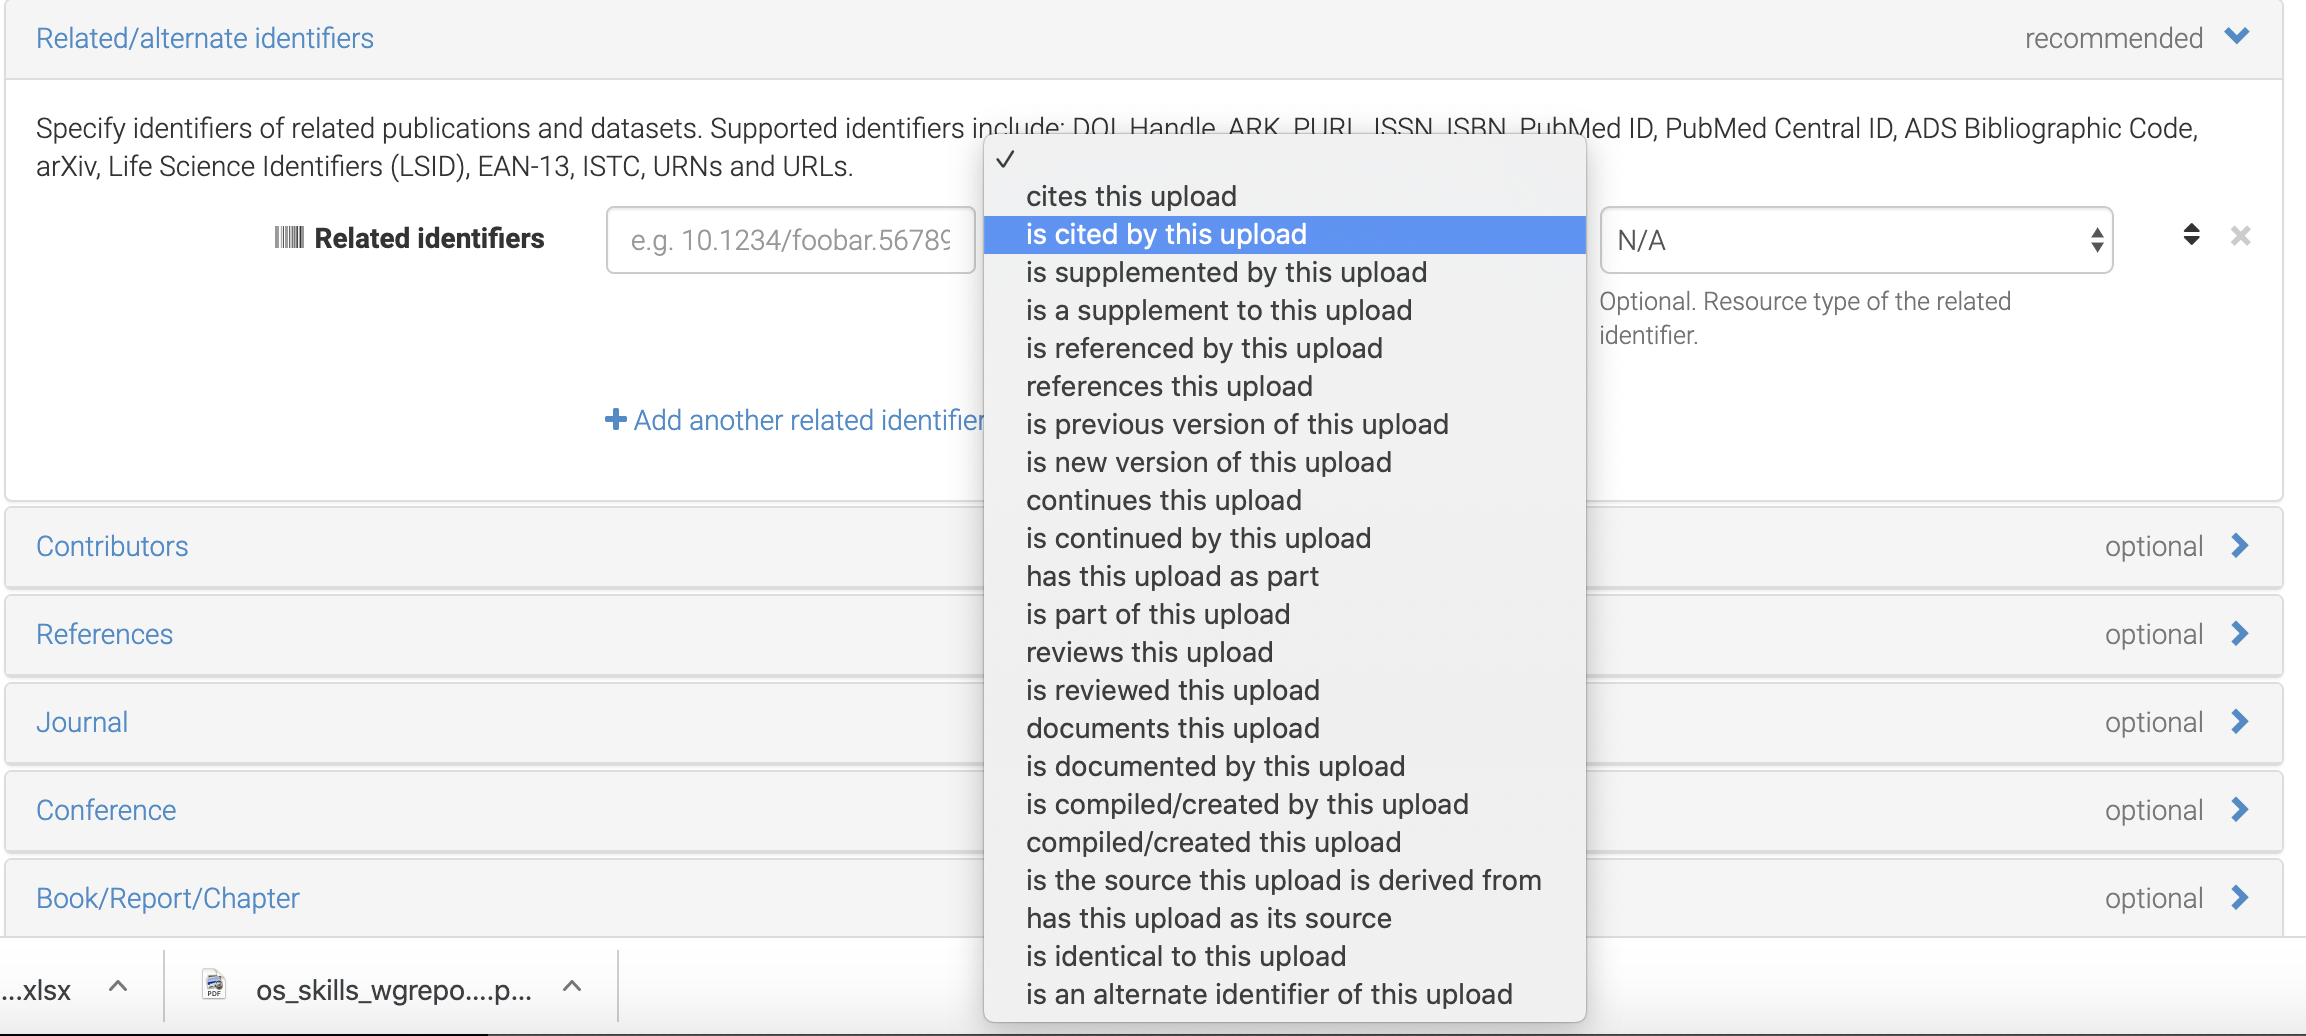 Related/alternate identifiers recommended
Specify identifiers of related publications and datasets. Supported identifiers include: DOI, Handle, ARK, PURL, ISSN, ISBN, PubMed ID, PubMed Central ID, ADS Bibliographic Code,
arXiv, Life Science Identifiers (LSID), EAN-13, ISTC, URNs and URLs.
Related identifiers e.g. 10.1234/foobar.56789 N/A
Optional. Resource type of the related
identifier.
Add another related identifier
✓
cites this upload
is cited by this upload
is supplemented by this upload
is a supplement to this upload
is referenced by this upload
references this upload
is previous version of this upload
is new version of this upload
continues this upload
is continued by this upload
has this upload as part
is part of this upload
reviews this upload
is reviewed this upload
documents this upload
is documented by this upload
is compiled/created by this upload
compiled/created this upload
is the source this upload is derived from
has this upload as its source
is identical to this upload
is an alternate identifier of this upload
Contributors optional
References optional
Journal optional
Conference optional
Book/Report/Chapter optional
...xlsx PDF os_skills_wgrepo....p...